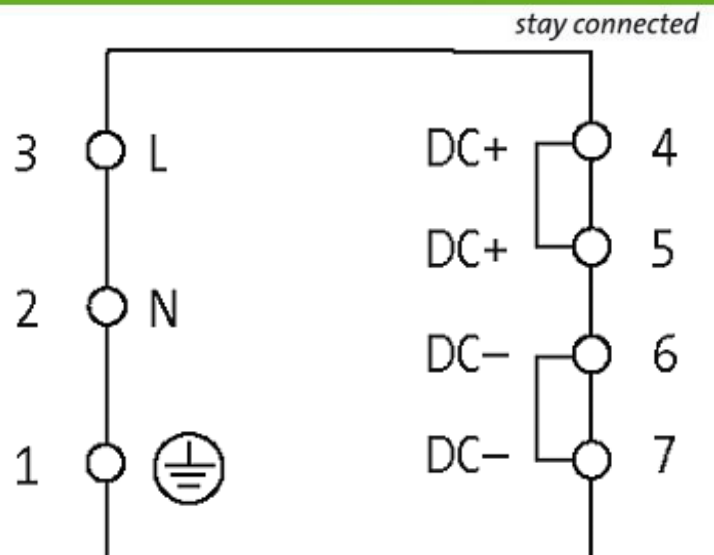 stay connected
3 L DC+ 4
DC+ 5
2 N
DC− 6
1 DC− 7